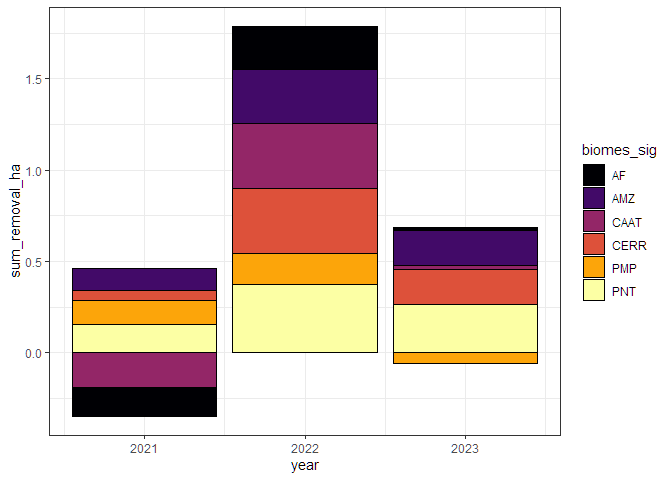 sum_removal_ha
1.5
1.0
0.5
0.0
2021
2022
2023
year
biomes_sig
AF
AMZ
CAAT
CERR
PMP
PNT